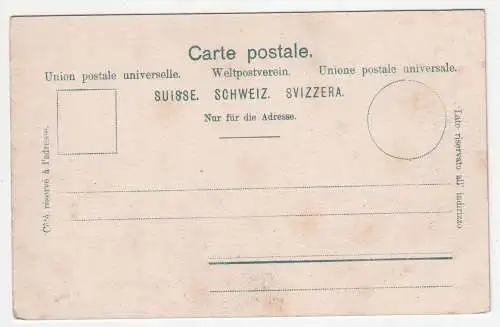 Carte postale.
Union postale universelle. Weltpostverein. Unione postale universale.
SUISSE. SCHWEIZ. SVIZZERA.
Nur für die Adresse.
Côté réservé à l'adresse.
Lato riservato all' indirizzo